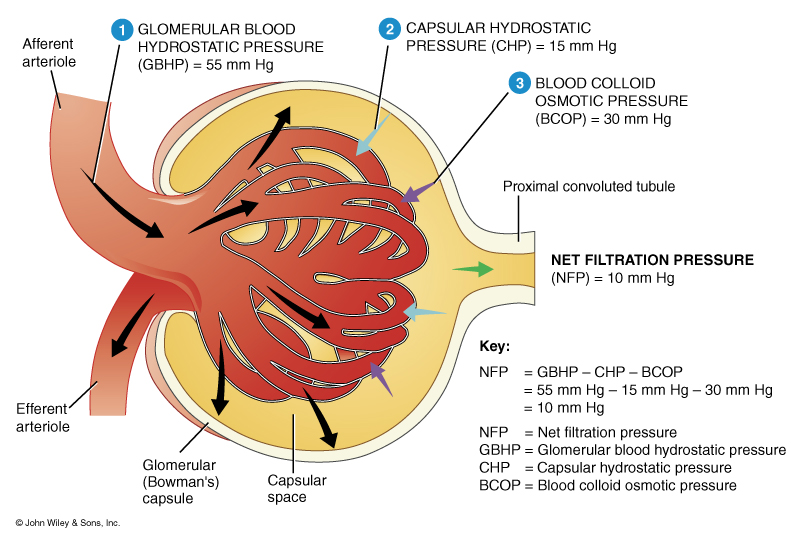 1 GLOMERULAR BLOOD
HYDROSTATIC PRESSURE
(GBHP) = 55 mm Hg
2 CAPSULAR HYDROSTATIC
PRESSURE (CHP) = 15 mm Hg
3 BLOOD COLLOID
OSMOTIC PRESSURE
(BCOP) = 30 mm Hg
Afferent
arteriole
Proximal convoluted tubule
NET FILTRATION PRESSURE
(NFP) = 10 mm Hg
Efferent
arteriole
Glomerular
(Bowman's)
capsule
Capsular
space
Key:
NFP = GBHP – CHP – BCOP
= 55 mm Hg – 15 mm Hg – 30 mm Hg
= 10 mm Hg
NFP = Net filtration pressure
GBHP = Glomerular blood hydrostatic pressure
CHP = Capsular hydrostatic pressure
BCOP = Blood colloid osmotic pressure
© John Wiley & Sons, Inc.